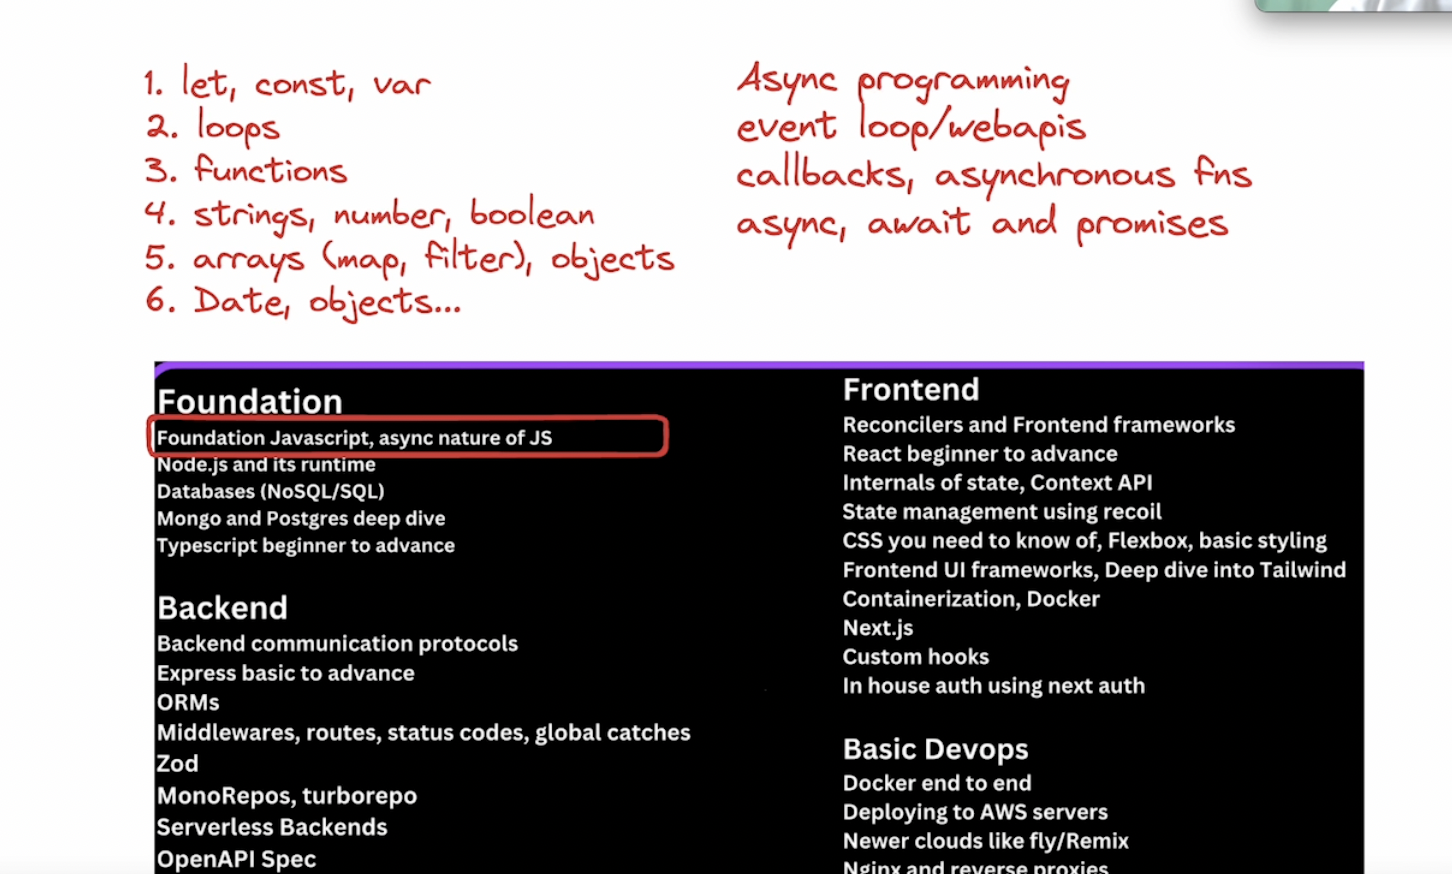 1. let, const, var
2. loops
3. functions
4. strings, number, boolean
5. arrays (map, filter), objects
6. Date, objects...
Async programming
event loop/webapis
callbacks, asynchronous fns
async, await and promises
Foundation
Foundation Javascript, async nature of JS
Node.js and its runtime
Databases (NoSQL/SQL)
Mongo and Postgres deep dive
Typescript beginner to advance
Backend
Backend communication protocols
Express basic to advance
ORMs
Middlewares, routes, status codes, global catches
Zod
MonoRepos, turborepo
Serverless Backends
OpenAPI Spec
Frontend
Reconcilers and Frontend frameworks
React beginner to advance
Internals of state, Context API
State management using recoil
CSS you need to know of, Flexbox, basic styling
Frontend UI frameworks, Deep dive into Tailwind
Containerization, Docker
Next.js
Custom hooks
In house auth using next auth
Basic Devops
Docker end to end
Deploying to AWS servers
Newer clouds like fly/Remix
Nginx and reverse proxies